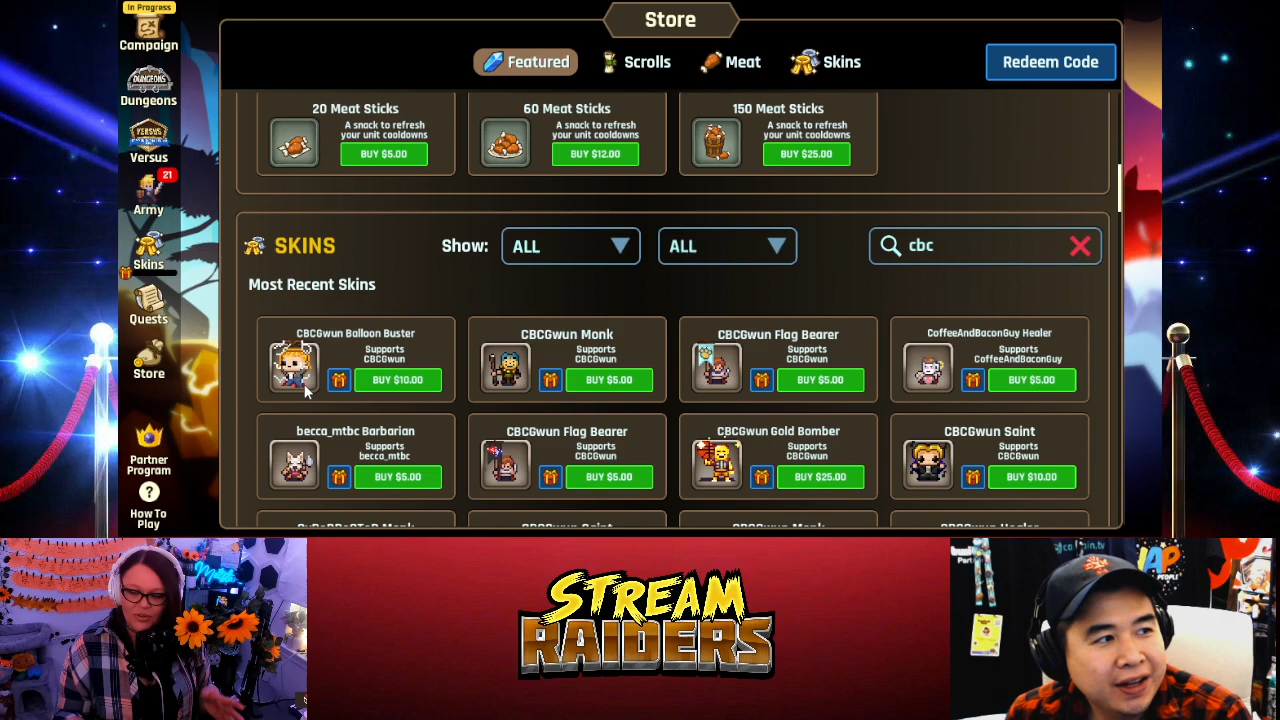 Store
In Progress
Campaign
Dungeons
Versus
21
Army
Skins
Quests
Store
Partner
Program
?
How To
Play
Featured
Scrolls
Meat
Skins
Redeem Code
20 Meat Sticks
A snack to refresh
your unit cooldowns
BUY $5.00
60 Meat Sticks
A snack to refresh
your unit cooldowns
BUY $12.00
150 Meat Sticks
A snack to refresh
your unit cooldowns
BUY $25.00
SKINS
Show:
ALL
ALL
cbc
Most Recent Skins
CBCGwun Balloon Buster
Supports
CBCGwun
BUY $10.00
CBCGwun Monk
Supports
CBCGwun
BUY $5.00
CBCGwun Flag Bearer
Supports
CBCGwun
BUY $5.00
CoffeeAndBaconGuy Healer
Supports
CoffeeAndBaconGuy
BUY $5.00
becca_mtbc Barbarian
Supports
becca_mtbc
BUY $5.00
CBCGwun Flag Bearer
Supports
CBCGwun
BUY $5.00
CBCGwun Gold Bomber
Supports
CBCGwun
BUY $25.00
CBCGwun Saint
Supports
CBCGwun
BUY $10.00
CBCGwun Saint
CBCGwun Monk
CBCGwun Healer
STREAM
RAIDERS